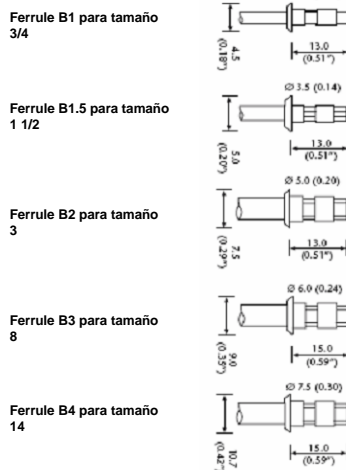 Ferrule B1 para tamaño
3/4
4.5
(0.18")
13.0
(0.51")
Ferrule B1.5 para tamaño
1 1/2
Ø 3.5 (0.14)
5.0
(0.20")
13.0
(0.51")
Ferrule B2 para tamaño
3
Ø 5.0 (0.20)
7.5
(0.29")
13.0
(0.51")
Ferrule B3 para tamaño
8
Ø 6.0 (0.24)
9.0
(0.35")
15.0
(0.59")
Ferrule B4 para tamaño
14
Ø 7.5 (0.30)
10.7
(0.42")
15.0
(0.59")